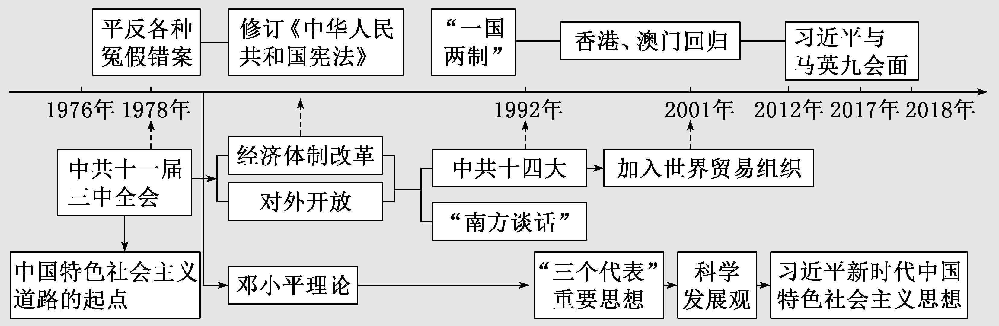 平反各种
冤假错案
修订《中华人民
共和国宪法》
“一国
两制”
香港、澳门回归
习近平与
马英九会面
1976年
1978年
1992年
2001年
2012年
2017年
2018年
中共十一届
三中全会
经济体制改革
对外开放
中共十四大
加入世界贸易组织
“南方谈话”
中国特色社会主义
道路的起点
邓小平理论
“三个代表”
重要思想
科学
发展观
习近平新时代中国
特色社会主义思想